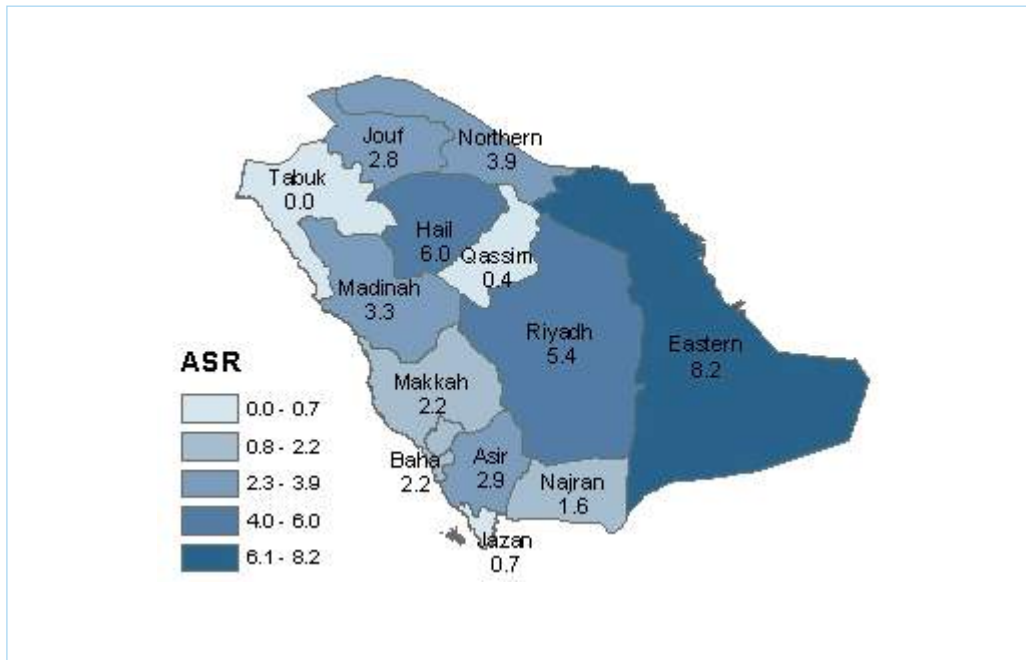 Jouf
2.8
Northern
3.9
Tabuk
0.0
Hail
6.0
Qassim
0.4
Madinah
3.3
Riyadh
5.4
Eastern
8.2
Makkah
2.2
Baha
2.2
Asir
2.9
Najran
1.6
Jazan
0.7
ASR
0.0 - 0.7
0.8 - 2.2
2.3 - 3.9
4.0 - 6.0
6.1 - 8.2